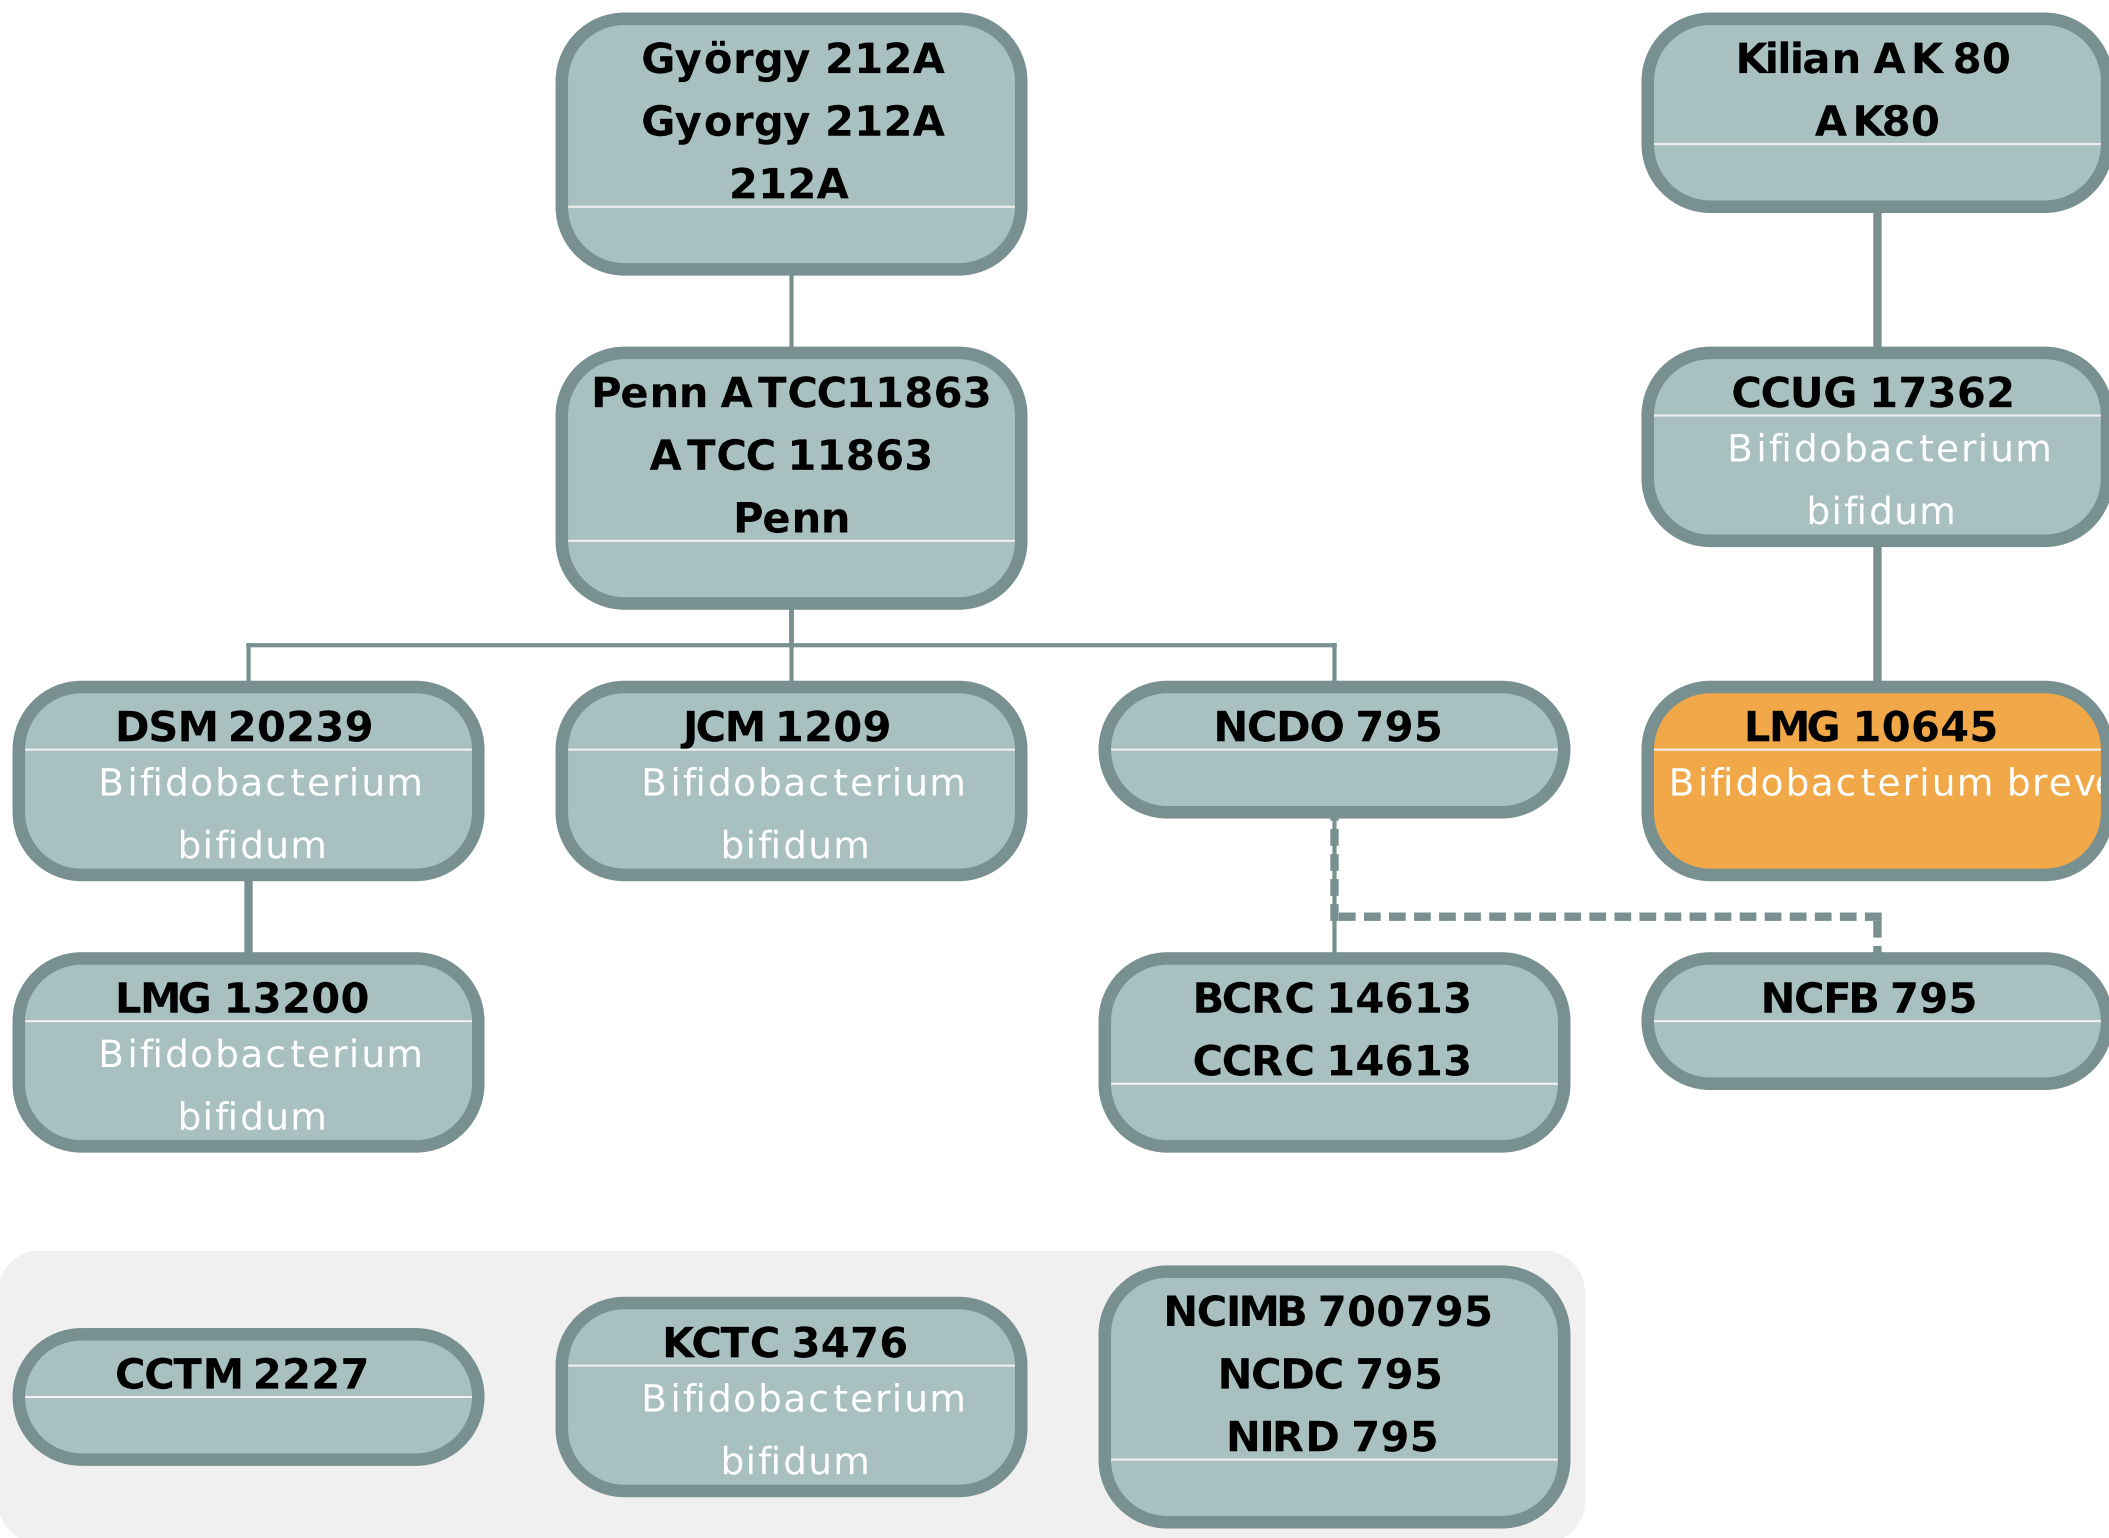 György 212A
Gyorgy 212A
212A
Kilian AK 80
AK80
Penn ATCC11863
ATCC 11863
Penn
CCUG 17362
Bifidobacterium
bifidum
DSM 20239
Bifidobacterium
bifidum
JCM 1209
Bifidobacterium
bifidum
NCDO 795
LMG 10645
Bifidobacterium breve
LMG 13200
Bifidobacterium
bifidum
BCRC 14613
CCRC 14613
NCFB 795
CCTM 2227
KCTC 3476
Bifidobacterium
bifidum
NCIMB 700795
NCDC 795
NIRD 795